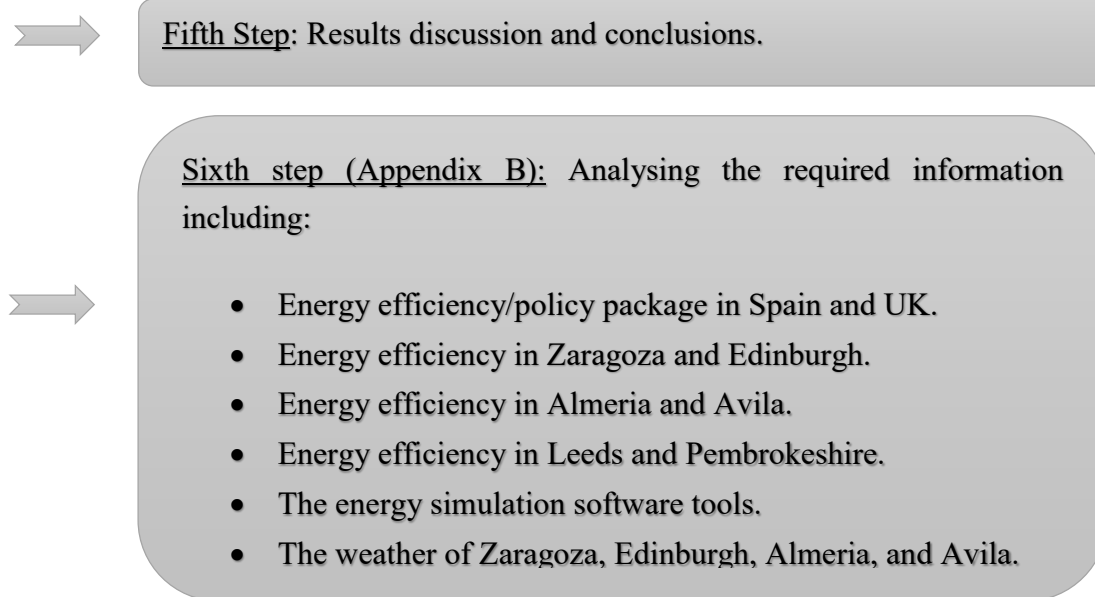 Fifth Step: Results discussion and conclusions.
Sixth step (Appendix B): Analysing the required information
including:
• Energy efficiency/policy package in Spain and UK.
• Energy efficiency in Zaragoza and Edinburgh.
• Energy efficiency in Almeria and Avila.
• Energy efficiency in Leeds and Pembrokeshire.
• The energy simulation software tools.
• The weather of Zaragoza, Edinburgh, Almeria, and Avila.